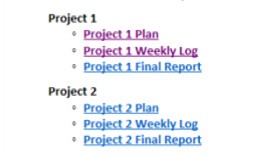 Project 1
Project 1 Plan
Project 1 Weekly Log
Project 1 Final Report
Project 2
Project 2 Plan
Project 2 Weekly Log
Project 2 Final Report